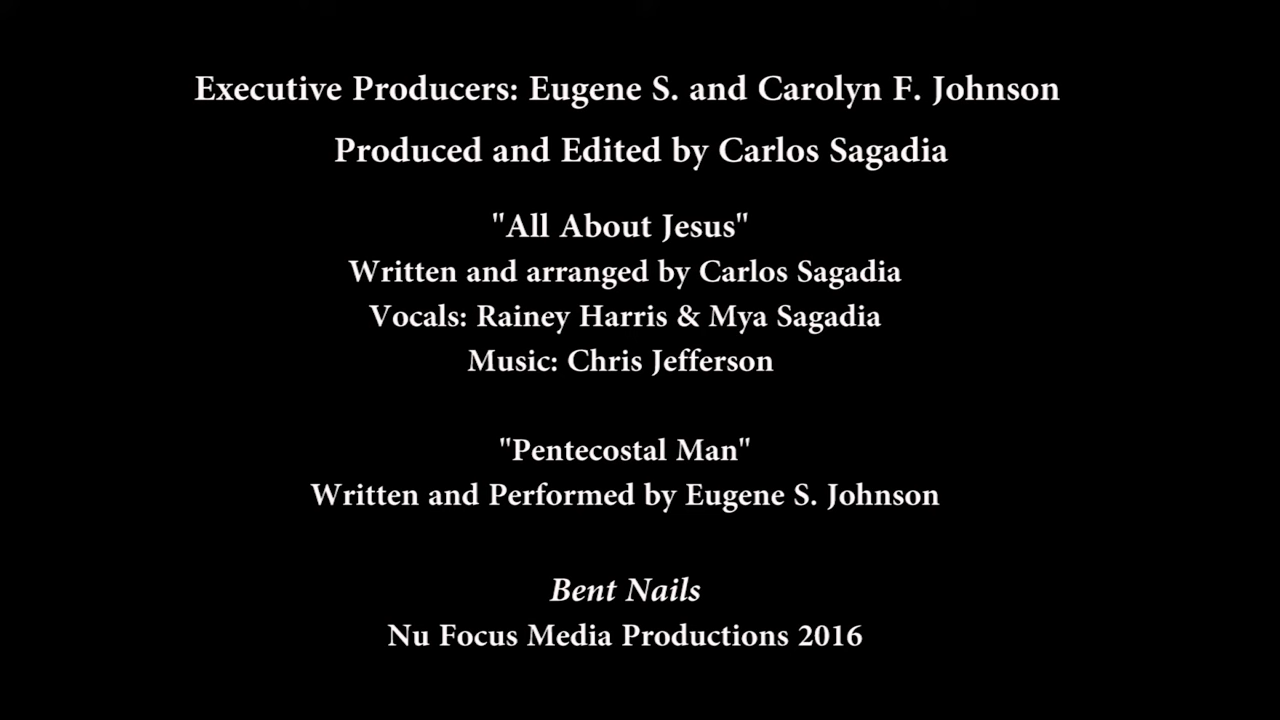 Executive Producers: Eugene S. and Carolyn F. Johnson
Produced and Edited by Carlos Sagadia
"All About Jesus"
Written and arranged by Carlos Sagadia
Vocals: Rainey Harris & Mya Sagadia
Music: Chris Jefferson
"Pentecostal Man"
Written and Performed by Eugene S. Johnson
Bent Nails
Nu Focus Media Productions 2016